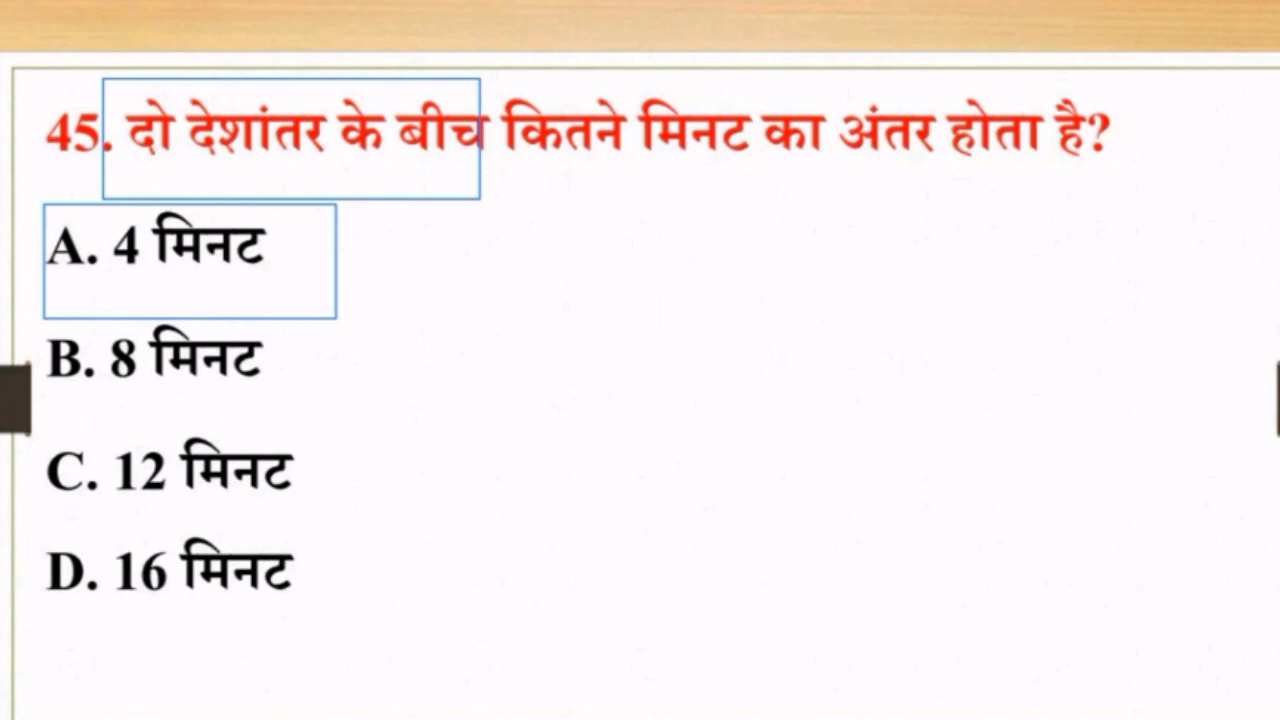 45. दो देशांतर के बीच कितने मिनट का अंतर होता है?
A. 4 मिनट
B. 8 मिनट
C. 12 मिनट
D. 16 मिनट